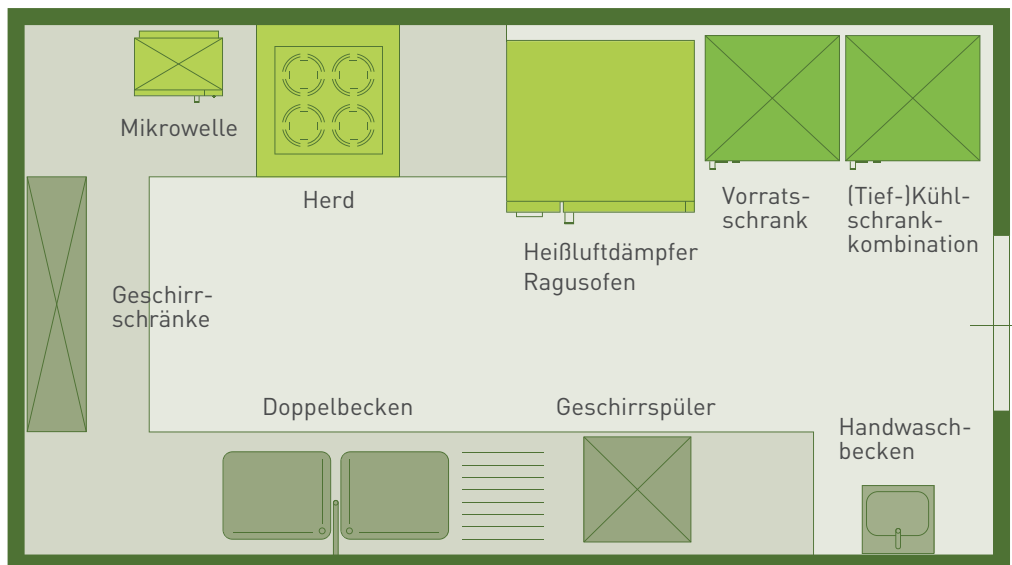 Mikrowelle
Herd
Heißluftdämpfer
Ragusofen
Vorrats-
schrank
(Tief-)Kühl-
schrank-
kombination
Geschirr-
schränke
Doppelbecken
Geschirrspüler
Handwasch-
becken